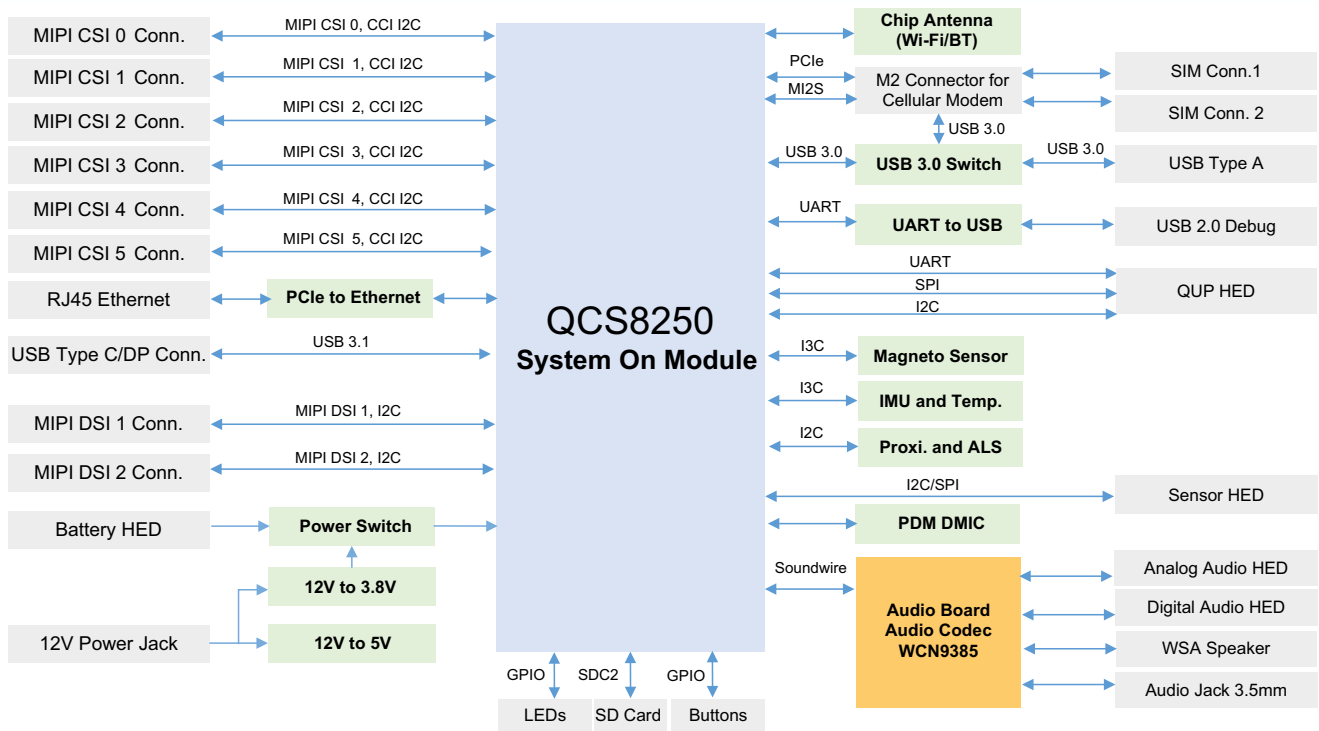 MIPI CSI 0 Conn.
MIPI CSI 0, CCI I2C
MIPI CSI 1 Conn.
MIPI CSI 1, CCI I2C
MIPI CSI 2 Conn.
MIPI CSI 2, CCI I2C
MIPI CSI 3 Conn.
MIPI CSI 3, CCI I2C
MIPI CSI 4 Conn.
MIPI CSI 4, CCI I2C
MIPI CSI 5 Conn.
MIPI CSI 5, CCI I2C
RJ45 Ethernet
PCIe to Ethernet
USB Type C/DP Conn.
USB 3.1
MIPI DSI 1 Conn.
MIPI DSI 1, I2C
MIPI DSI 2 Conn.
MIPI DSI 2, I2C
Battery HED
Power Switch
12V to 3.8V
12V Power Jack
12V to 5V
QCS8250
System On Module
GPIO
SDC2
GPIO
LEDs
SD Card
Buttons
Chip Antenna
(Wi-Fi/BT)
PCIe
MI2S
M2 Connector for
Cellular Modem
SIM Conn.1
SIM Conn. 2
USB 3.0
USB 3.0
USB 3.0 Switch
USB 3.0
USB Type A
UART
UART to USB
USB 2.0 Debug
UART
SPI
I2C
QUP HED
I3C
Magneto Sensor
I3C
IMU and Temp.
I2C
Proxi. and ALS
I2C/SPI
Sensor HED
PDM DMIC
Soundwire
Audio Board
Audio Codec
WCN9385
Analog Audio HED
Digital Audio HED
WSA Speaker
Audio Jack 3.5mm